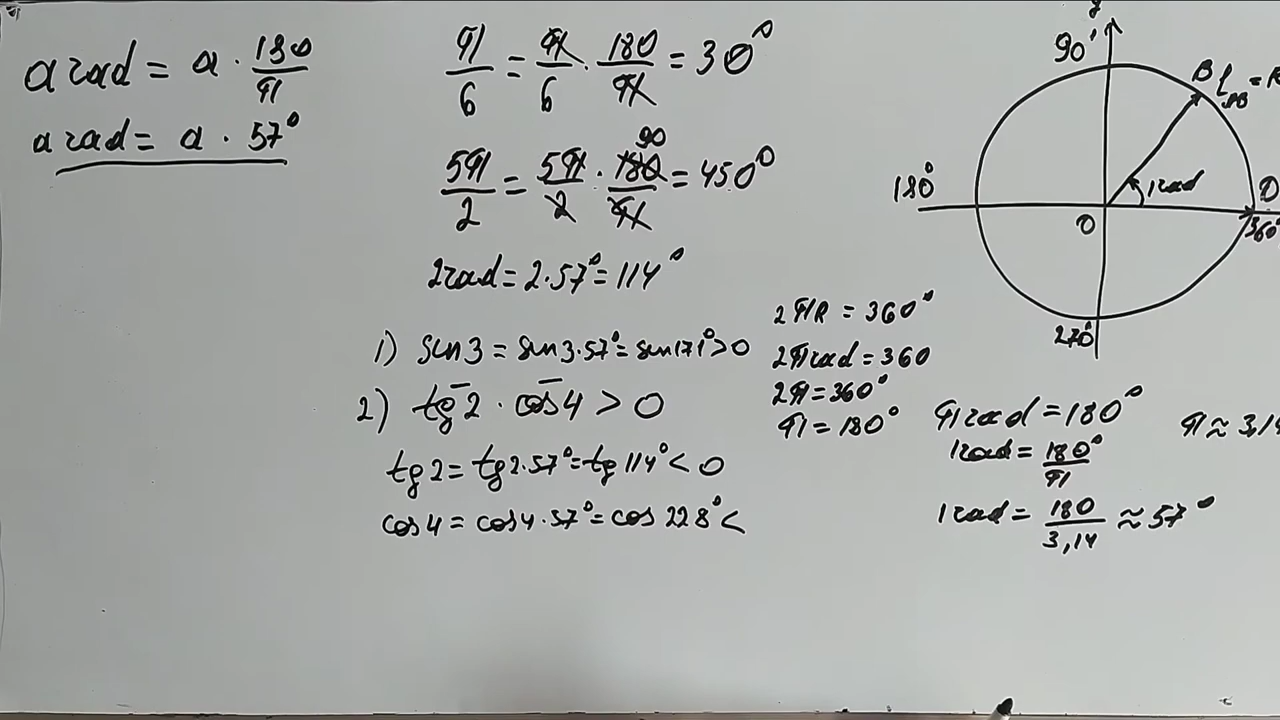 a rad = a · 180/π
a rad = a · 57°
π/6 = π/6 · 180/π = 30°
5π/2 = 5π/2 · 180/π = 450°
90
2rad = 2·57° = 114°
1) sin3 = sin3·57° = sin171° > 0
2) tg2 · cos4 > 0
− −
tg2 = tg2·57° = tg114° < 0
cos4 = cos4·57° = cos228° <
2πR = 360°
2πrad = 360
2π = 360°
π = 180°
y
90°
B
180°
1rad
0
O
360°
270°
πrad = 180°
π ≈ 3,14
1rad = 180°/π
1rad = 180/3,14 ≈ 57°